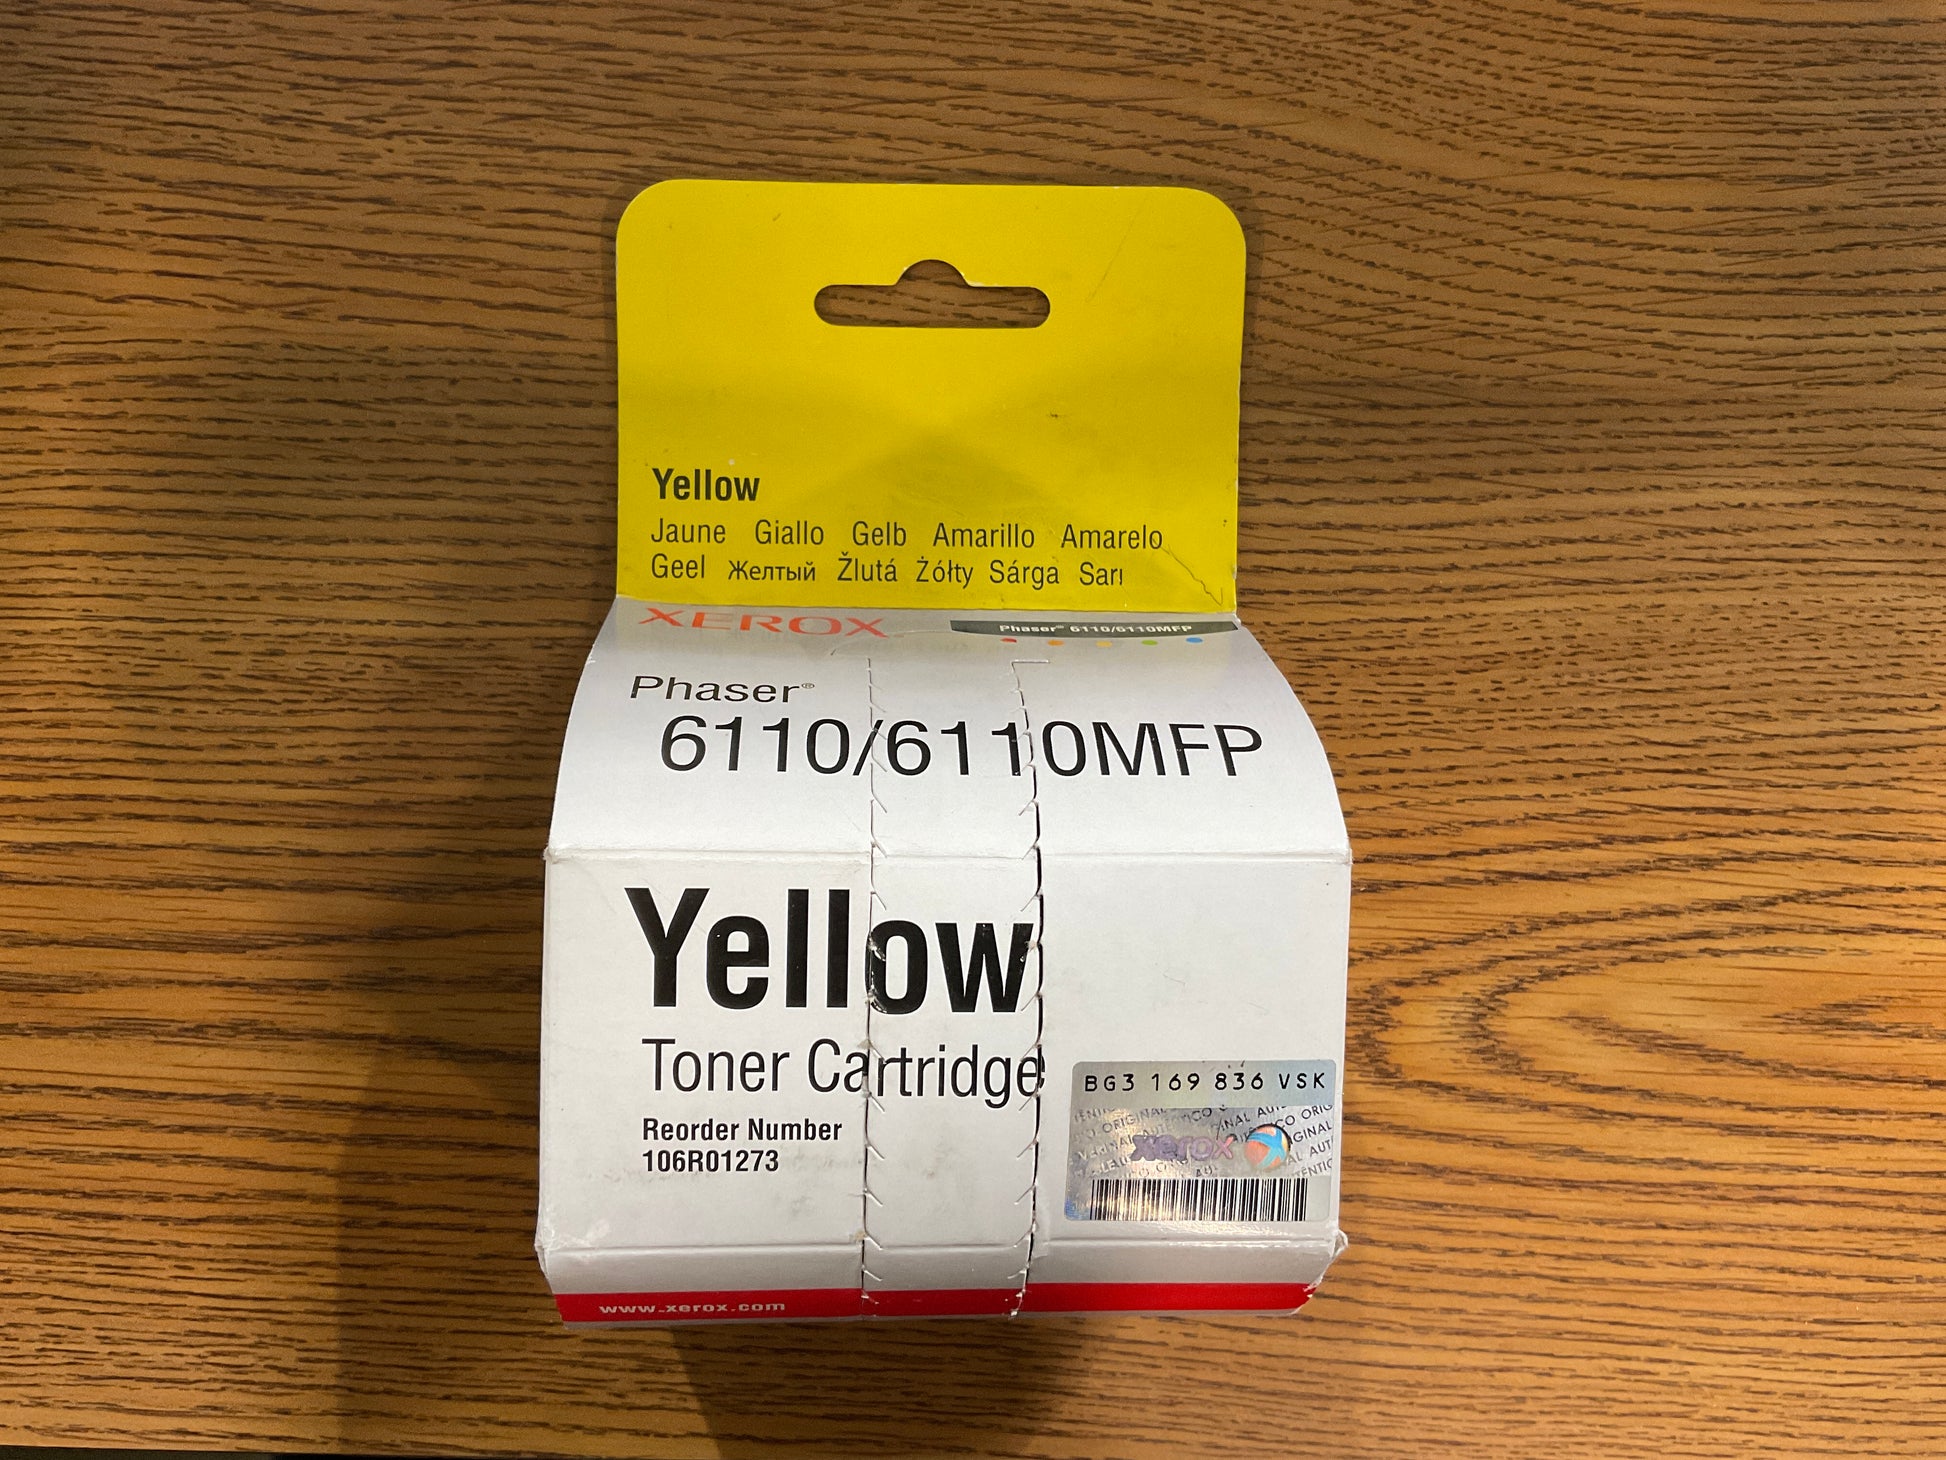 Yellow
Jaune Giallo Gelb Amarillo Amarelo
Geel Желтый Žlutá Żółty Sárga Sarı
XEROX
Phaser® 6110/6110MFP
Phaser®
6110/6110MFP
Yellow
Toner Cartridge
Reorder Number
106R01273
BG3 169 836 VSK
xerox
www.xerox.com